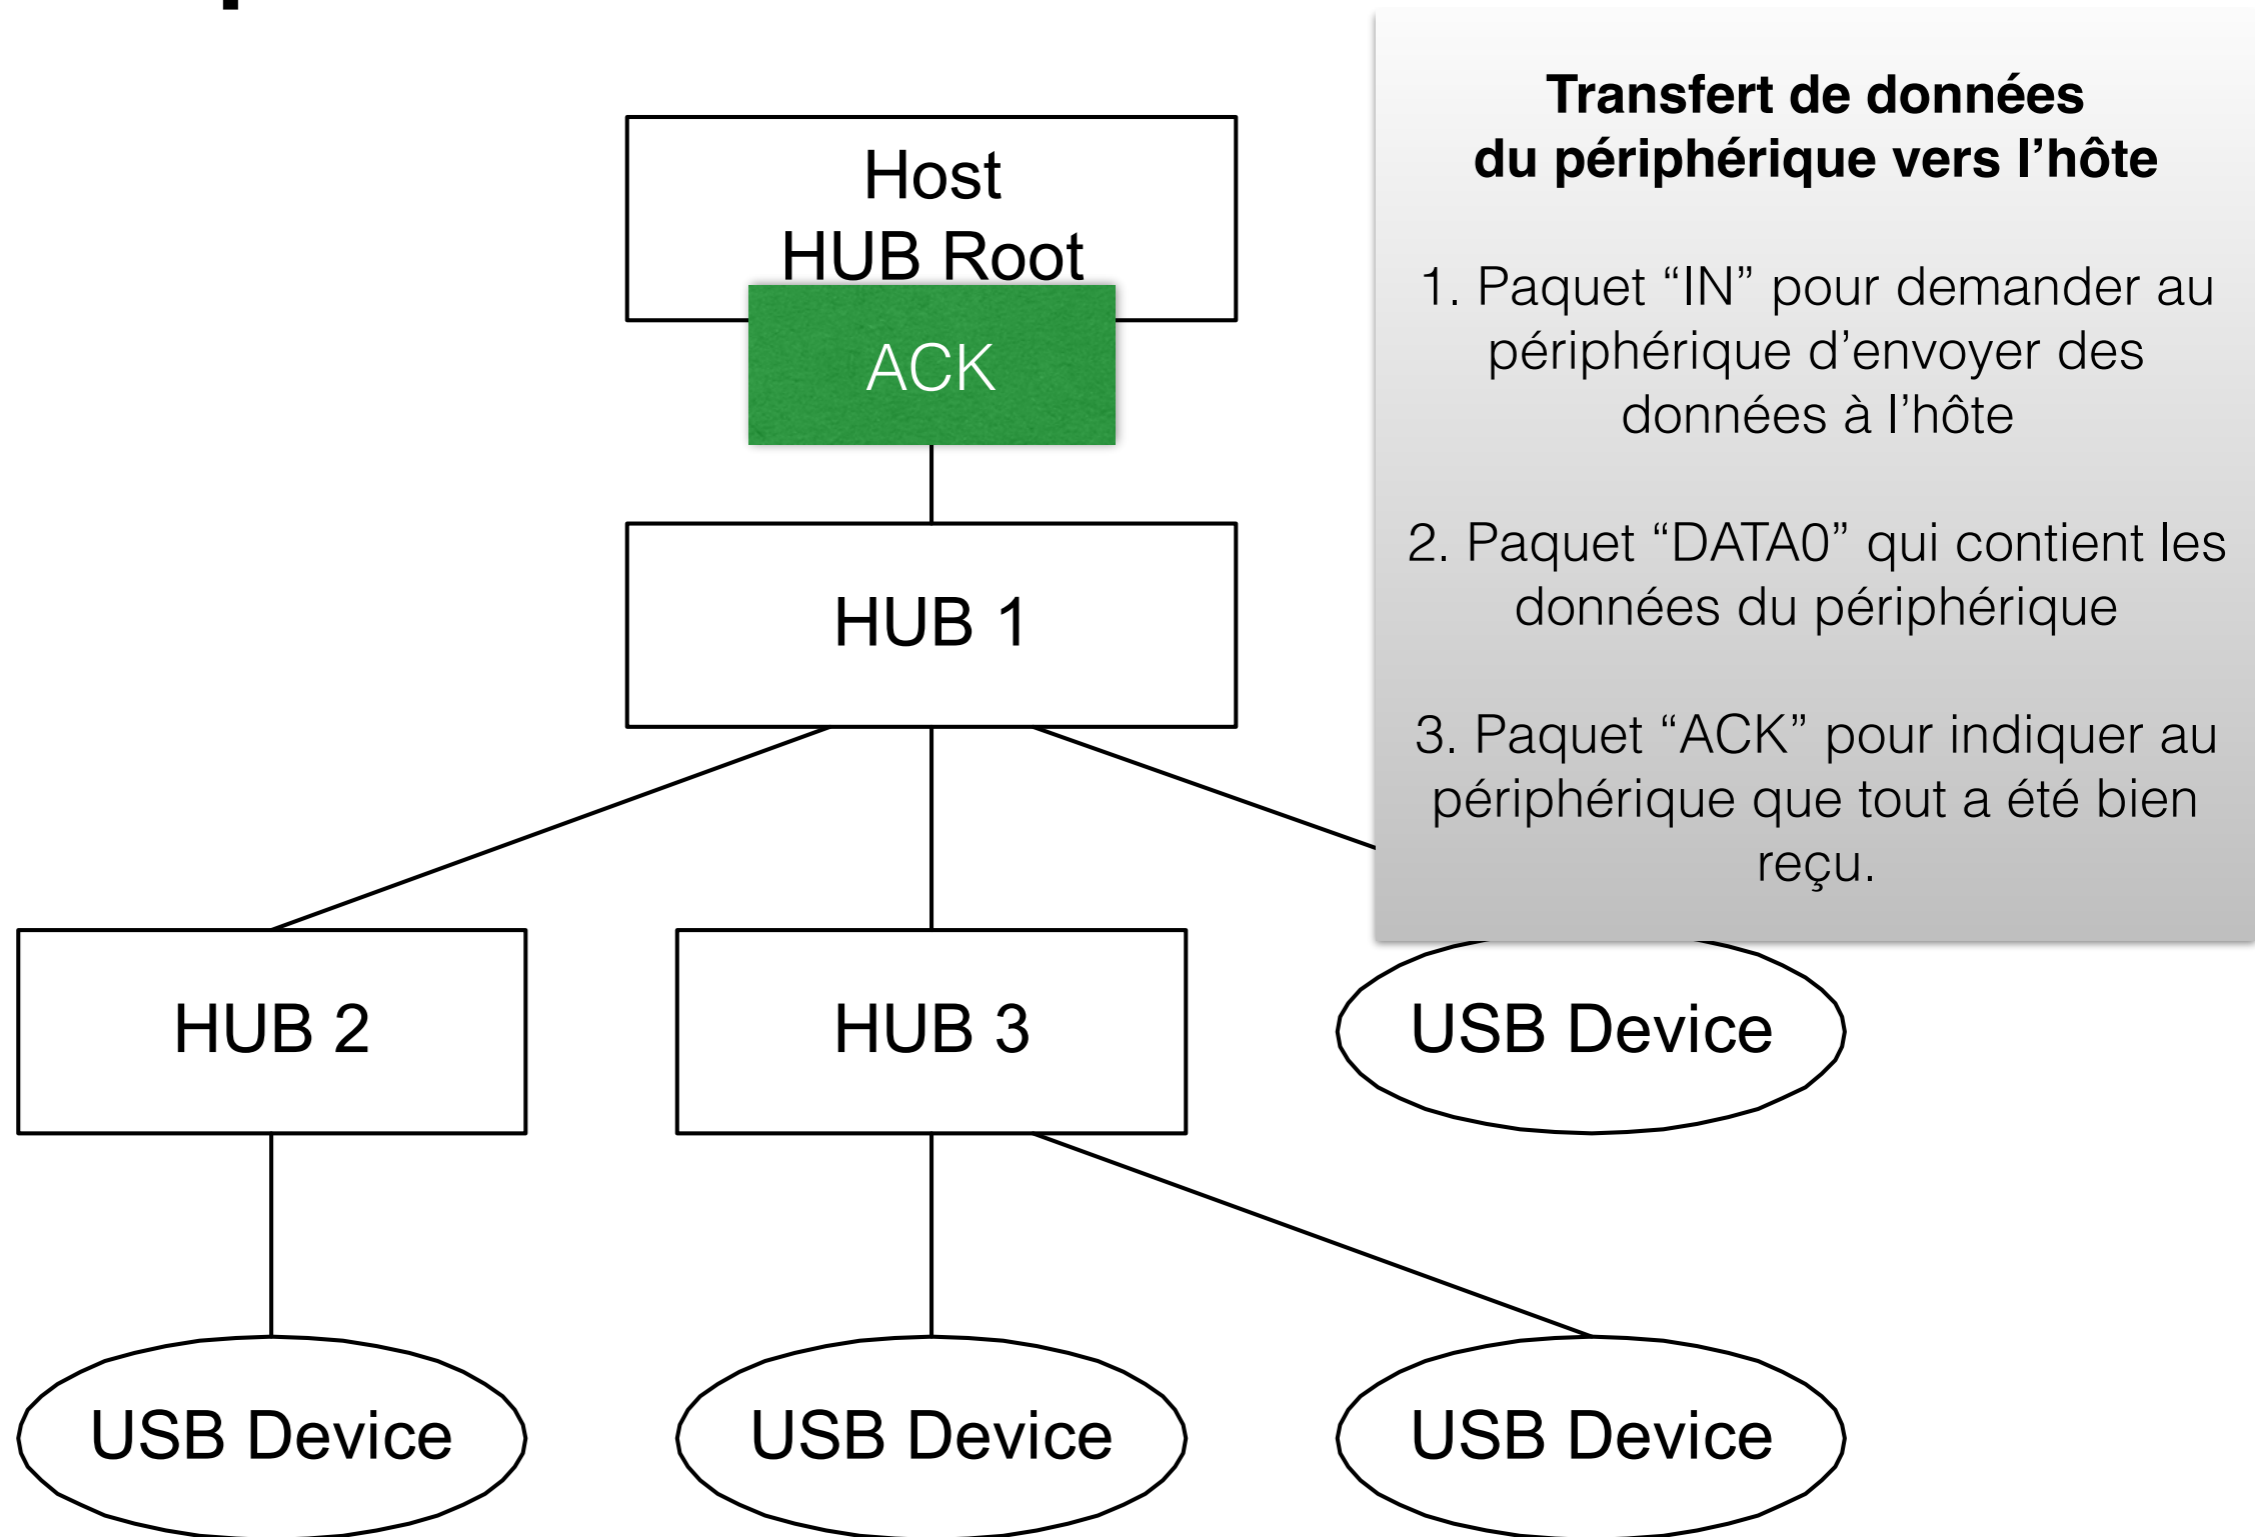 Host
HUB Root
ACK
HUB 1
HUB 2
HUB 3
USB Device
USB Device
USB Device
USB Device
Transfert de données
du périphérique vers l’hôte
1. Paquet “IN” pour demander au
périphérique d’envoyer des
données à l’hôte
2. Paquet “DATA0” qui contient les
données du périphérique
3. Paquet “ACK” pour indiquer au
périphérique que tout a été bien
reçu.